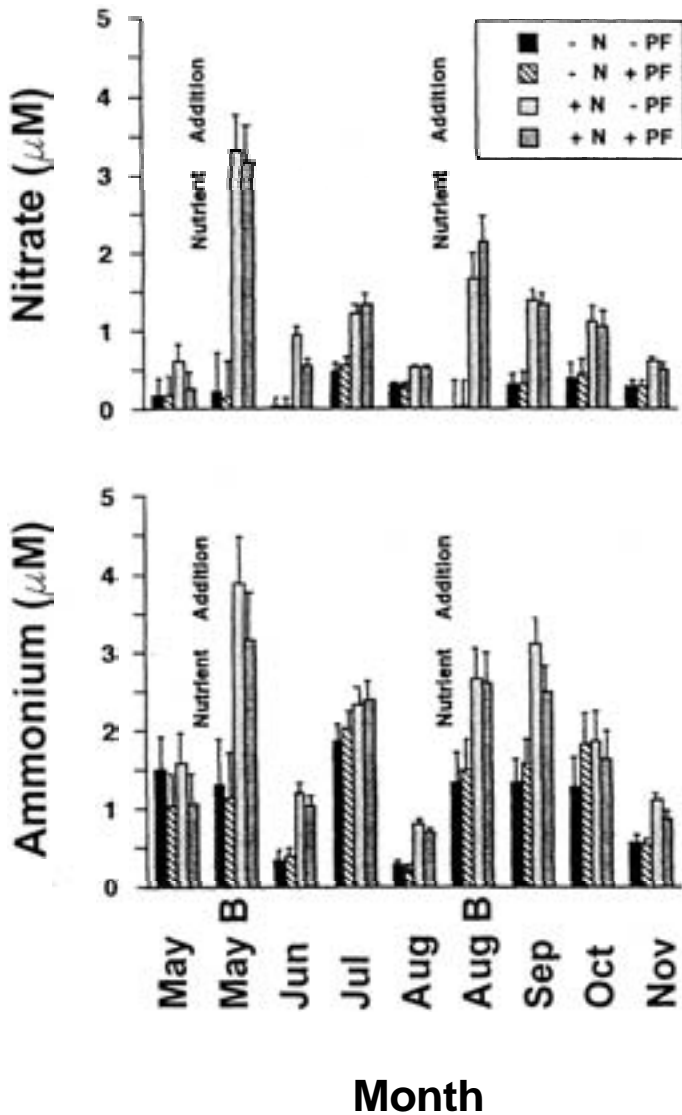 Nitrate (μM)
5
4
3
2
1
0
Nutrient Addition
Nutrient Addition
- N - PF
- N + PF
+ N - PF
+ N + PF
Ammonium (μM)
5
4
3
2
1
0
Nutrient Addition
Nutrient Addition
May
May B
Jun
Jul
Aug
Aug B
Sep
Oct
Nov
Month